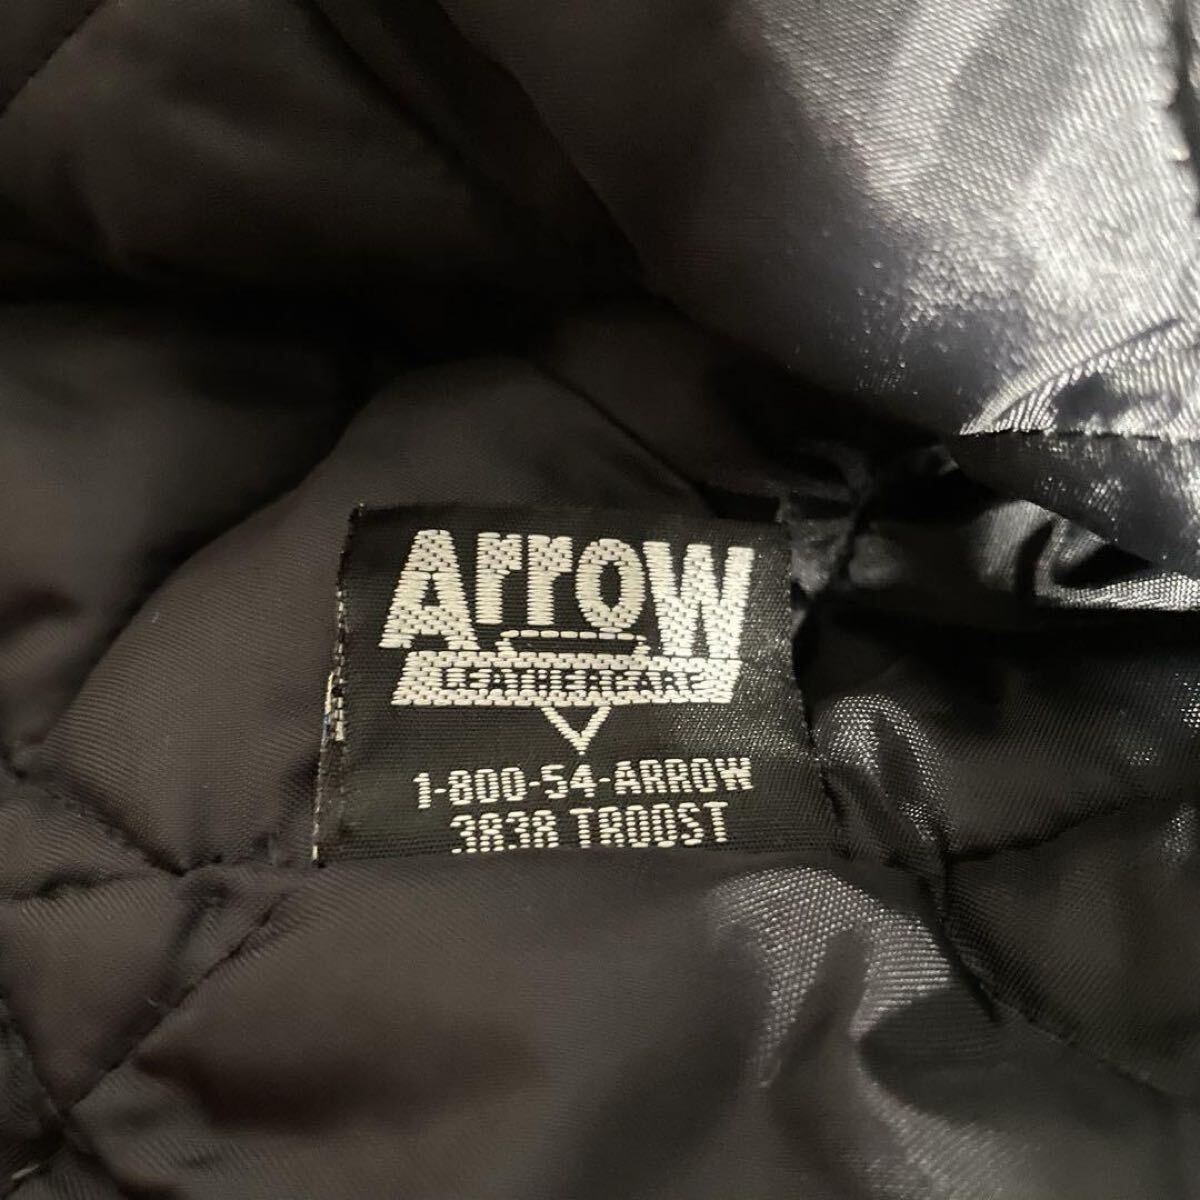 ArroW
LEATHERCARE
1-800-54-ARROW
3838 TROOST